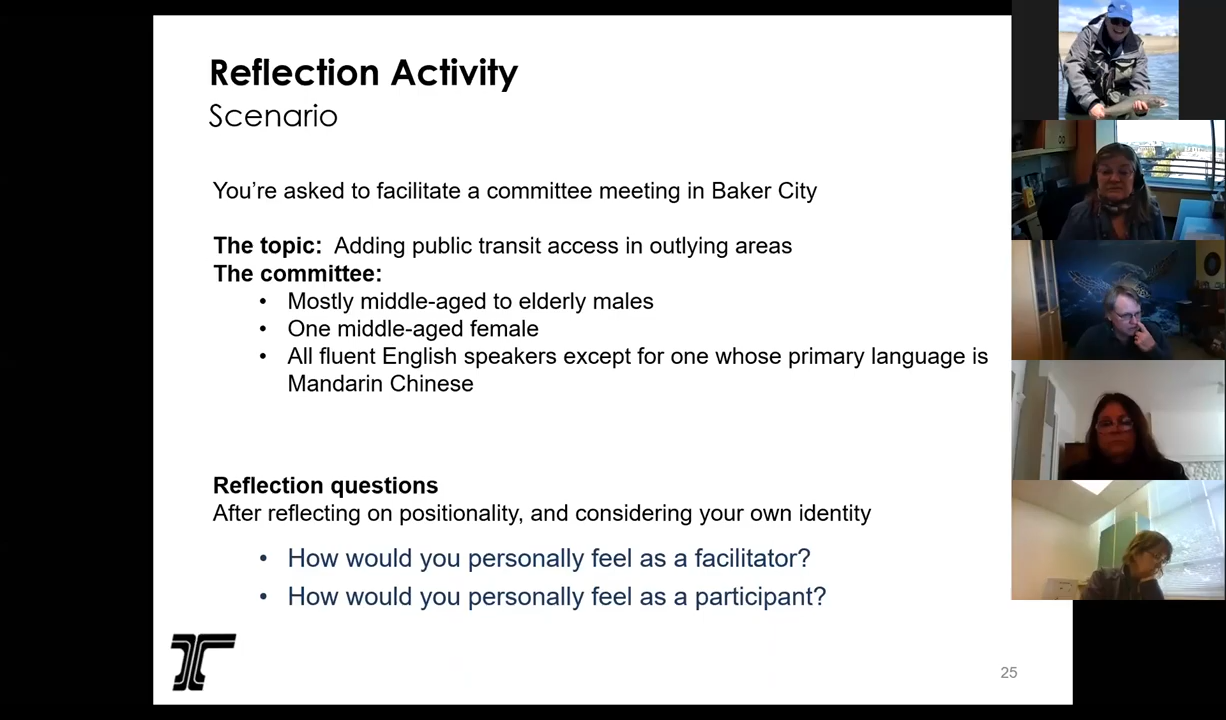 Reflection Activity
Scenario
You're asked to facilitate a committee meeting in Baker City
The topic: Adding public transit access in outlying areas
The committee:
• Mostly middle-aged to elderly males
• One middle-aged female
• All fluent English speakers except for one whose primary language is
Mandarin Chinese
Reflection questions
After reflecting on positionality, and considering your own identity
• How would you personally feel as a facilitator?
• How would you personally feel as a participant?
25